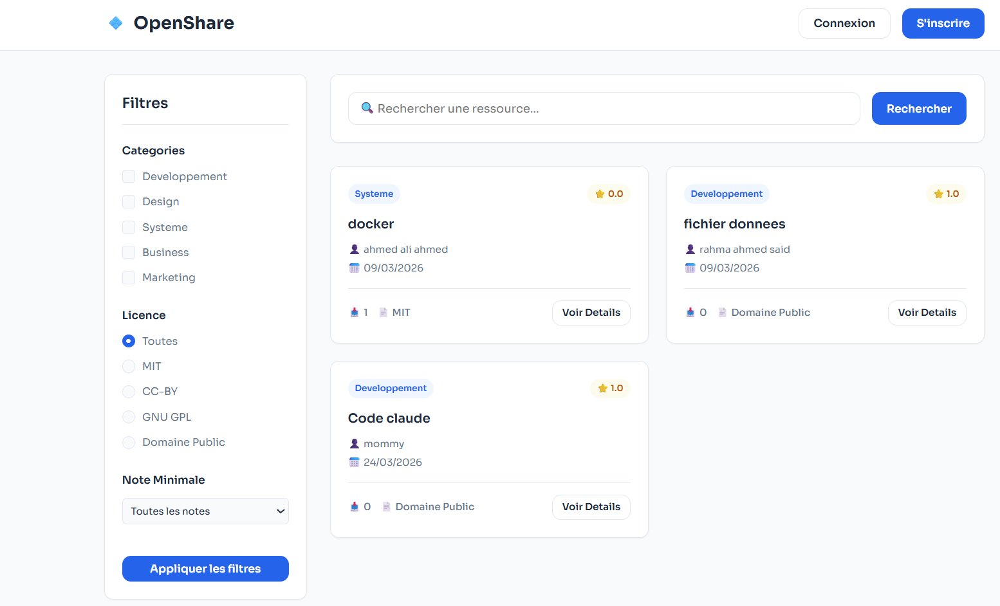 OpenShare
Connexion
S'inscrire
Filtres
Categories
Developpement
Design
Systeme
Business
Marketing
Licence
Toutes
MIT
CC-BY
GNU GPL
Domaine Public
Note Minimale
Toutes les notes
Appliquer les filtres
Rechercher une ressource...
Rechercher
Systeme
0.0
docker
ahmed ali ahmed
09/03/2026
1 MIT
Voir Details
Developpement
1.0
fichier donnees
rahma ahmed said
09/03/2026
0 Domaine Public
Voir Details
Developpement
1.0
Code claude
mommy
24/03/2026
0 Domaine Public
Voir Details